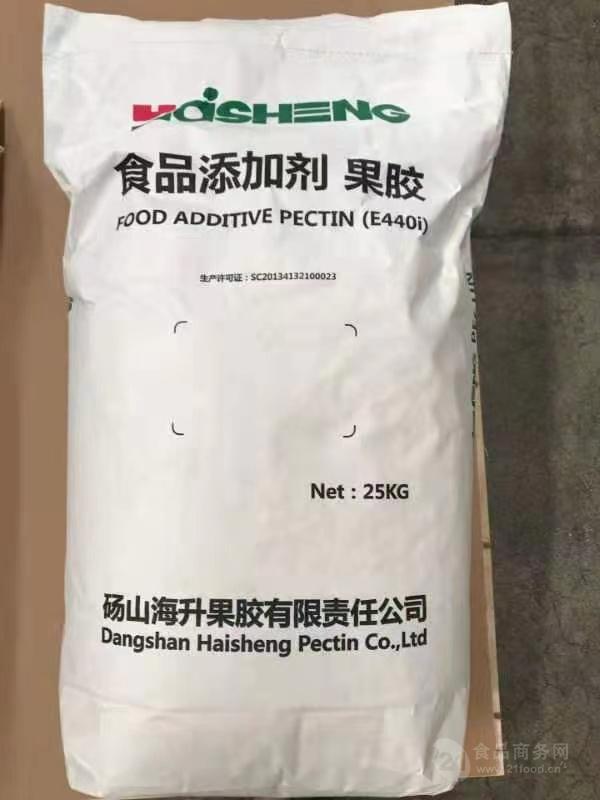 HAISHENG
食品添加剂 果胶
FOOD ADDITIVE PECTIN (E440i)
生产许可证：SC20134132100023
Net：25KG
砀山海升果胶有限责任公司
Dangshan Haisheng Pectin Co.,Ltd
食品商务网
www.21food.cn